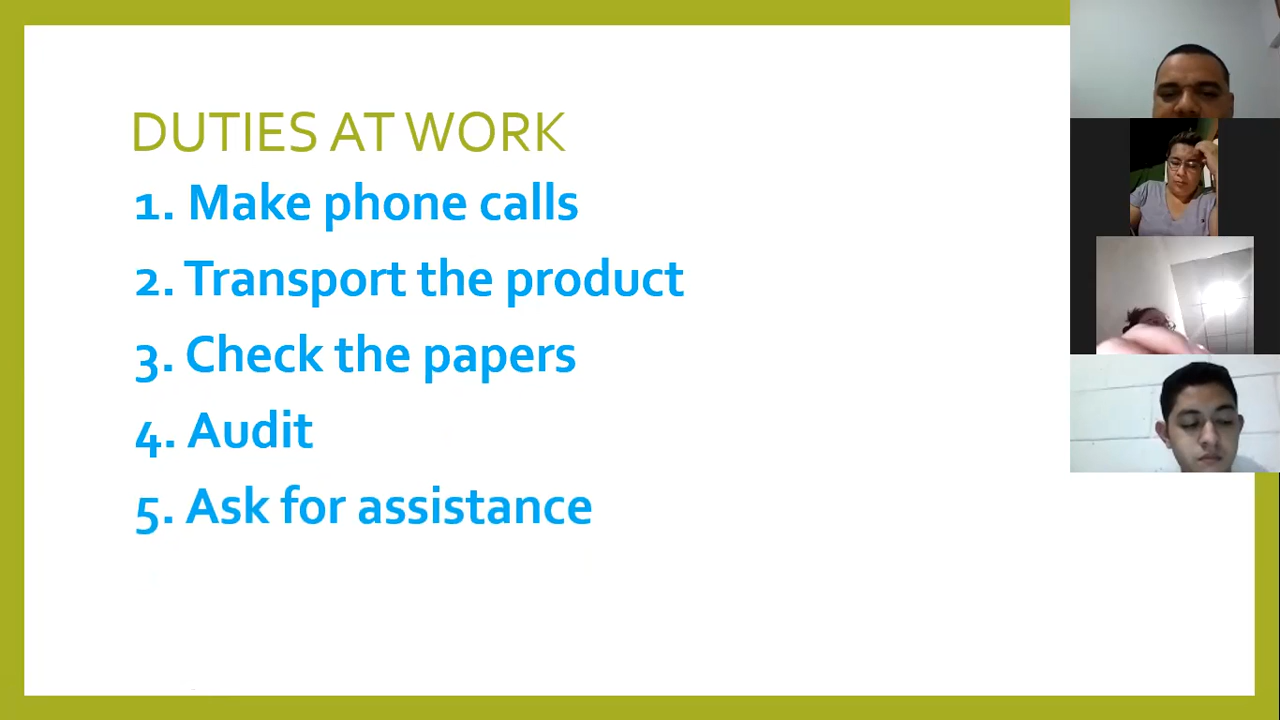 DUTIES AT WORK
1. Make phone calls
2. Transport the product
3. Check the papers
4. Audit
5. Ask for assistance